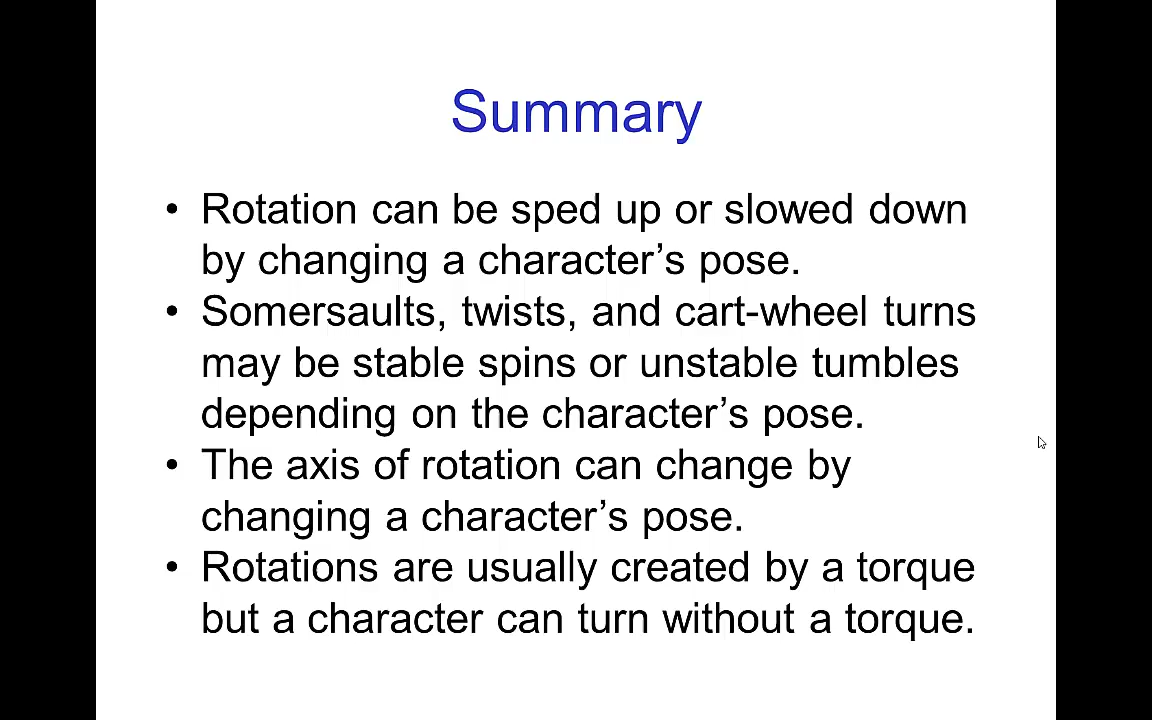 Summary
• Rotation can be sped up or slowed down
by changing a character’s pose.
• Somersaults, twists, and cart-wheel turns
may be stable spins or unstable tumbles
depending on the character’s pose.
• The axis of rotation can change by
changing a character’s pose.
• Rotations are usually created by a torque
but a character can turn without a torque.